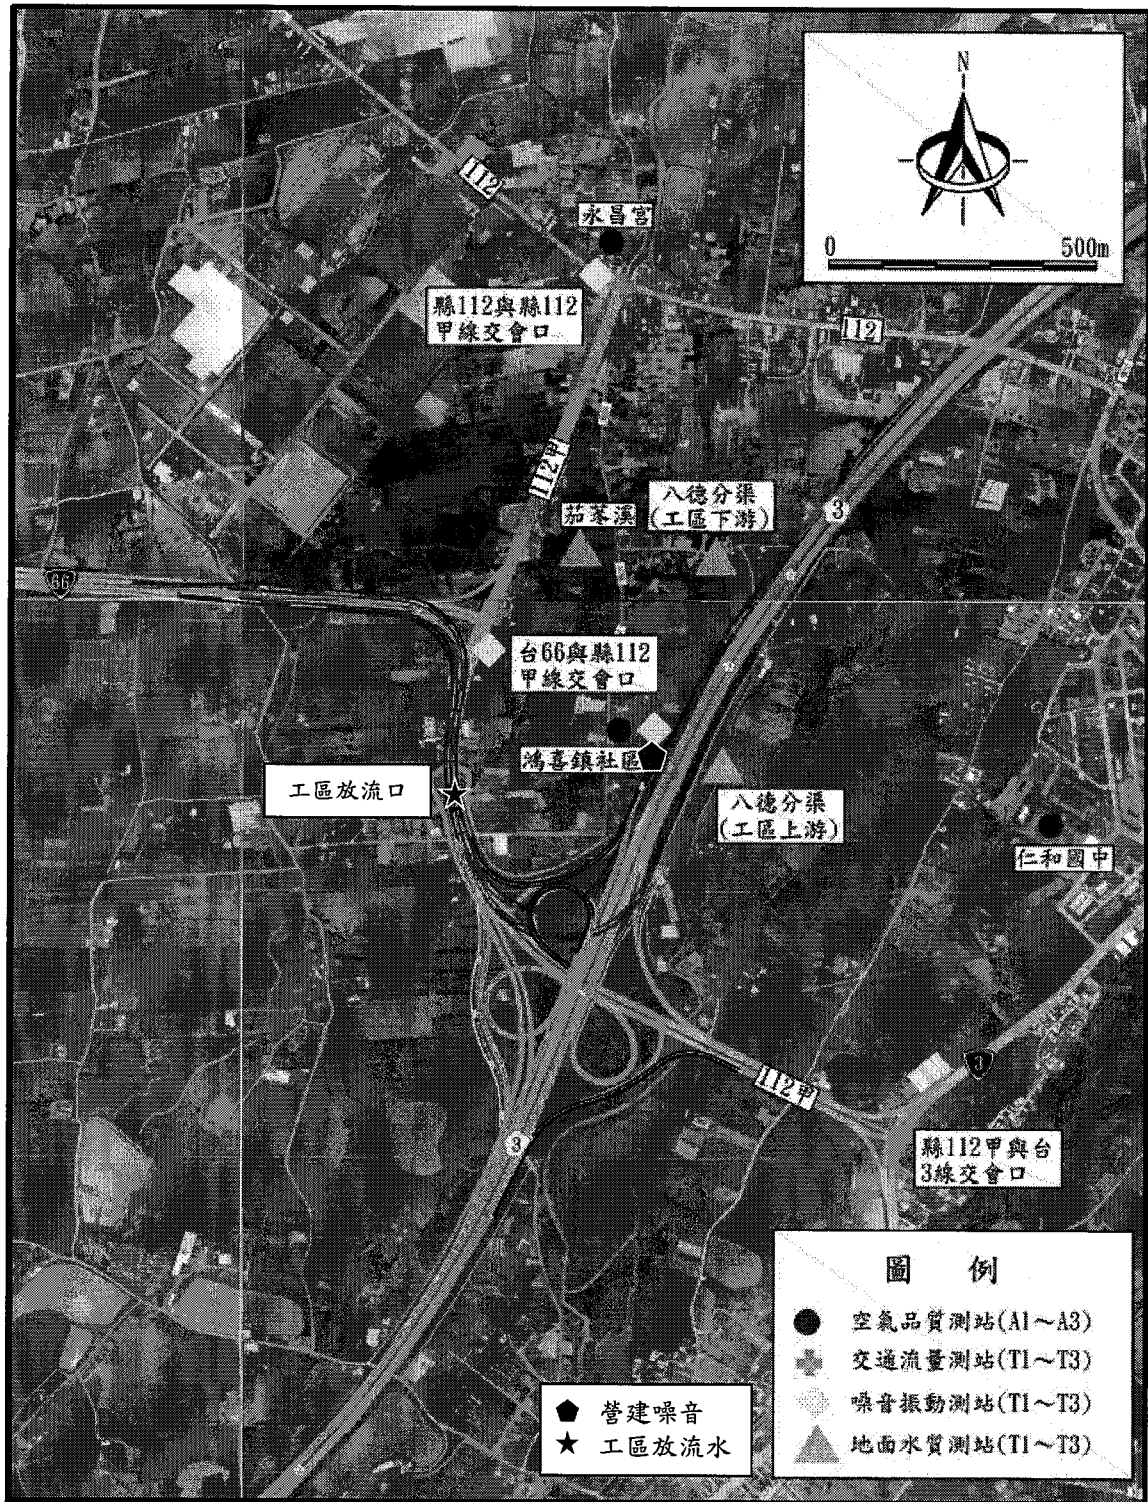 N
0 500m
112
永昌宮
縣112與縣112
甲線交會口
112
112甲
茄苳溪
八德分渠
(工區下游)
3
66
台66與縣112
甲線交會口
鴻喜鎮社區
工區放流口
八德分渠
(工區上游)
仁和國中
3
112甲
3
縣112甲與台
3線交會口
圖 例
空氣品質測站(A1～A3)
交通流量測站(T1～T3)
噪音振動測站(T1～T3)
地面水質測站(T1～T3)
營建噪音
工區放流水